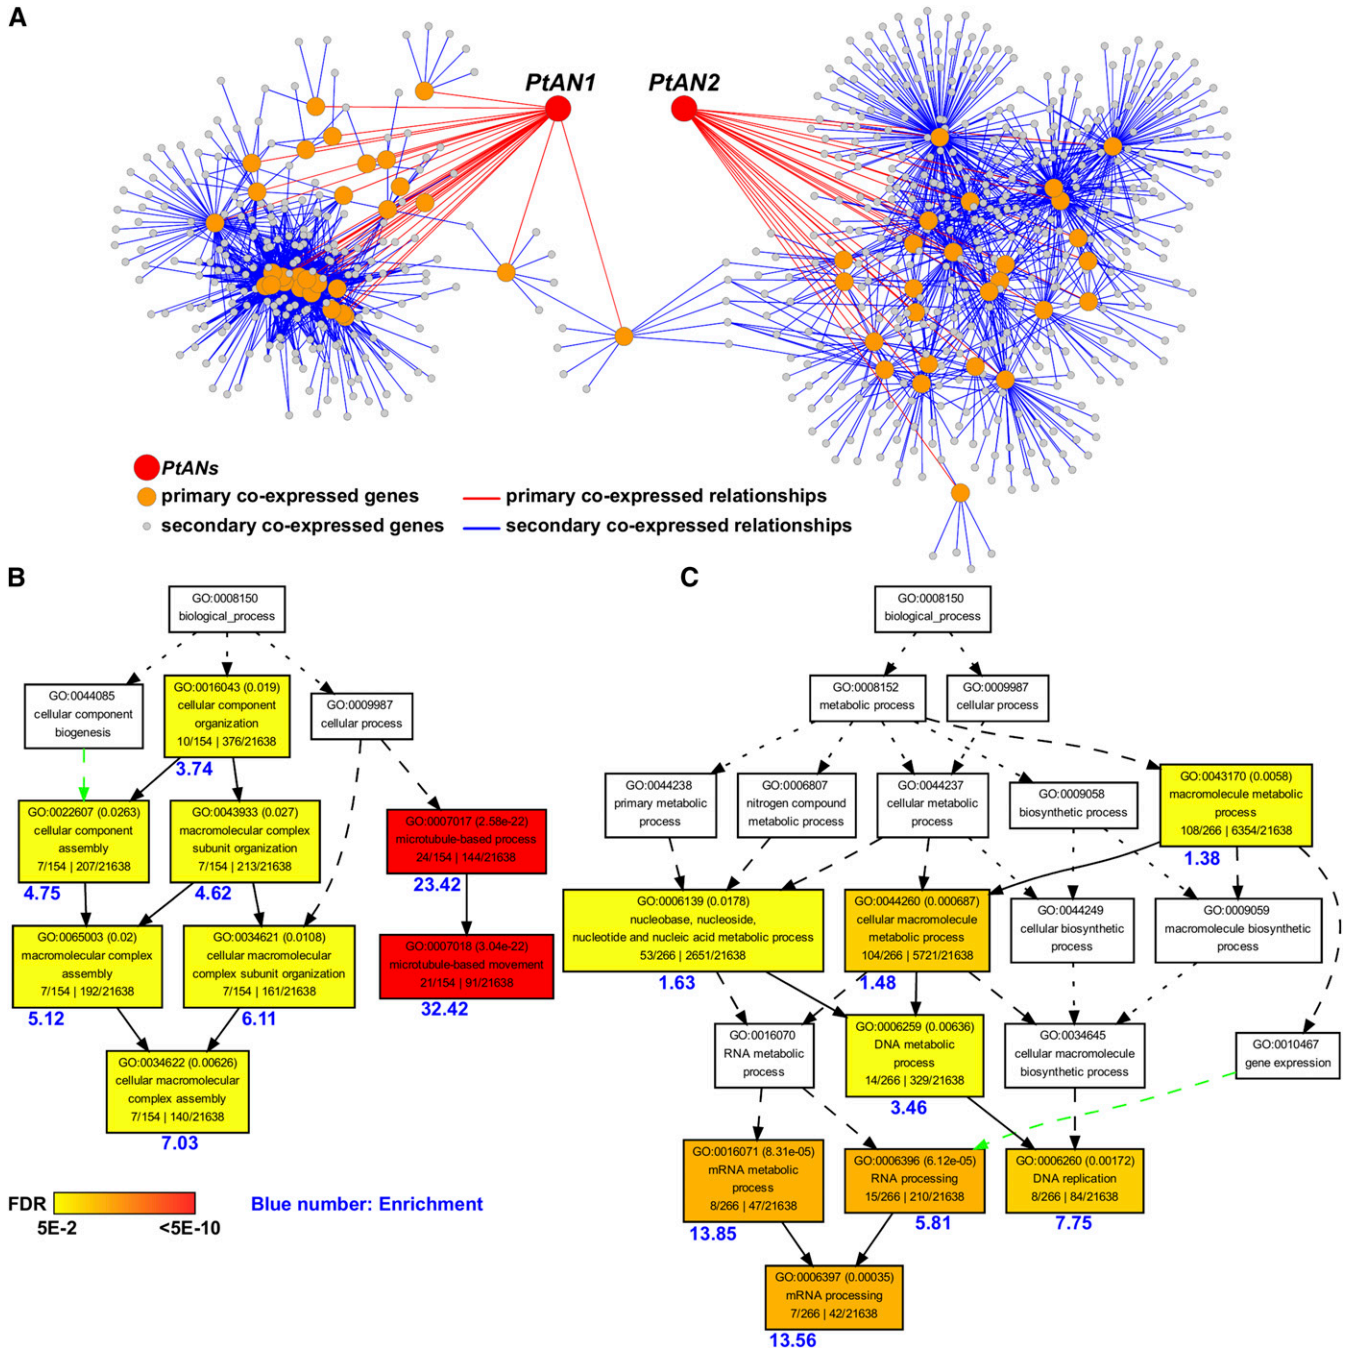 A
PtAN1
PtAN2
PtANs
primary co-expressed genes
primary co-expressed relationships
secondary co-expressed genes
secondary co-expressed relationships
B
GO:0008150
biological_process
GO:0044085
cellular component
biogenesis
GO:0016043 (0.019)
cellular component
organization
10/154 | 376/21638
3.74
GO:0009987
cellular process
GO:0022607 (0.0263)
cellular component
assembly
7/154 | 207/21638
4.75
GO:0043933 (0.027)
macromolecular complex
subunit organization
7/154 | 213/21638
4.62
GO:0007017 (2.58e-22)
microtubule-based process
24/154 | 144/21638
23.42
GO:0065003 (0.02)
macromolecular complex
assembly
7/154 | 192/21638
5.12
GO:0034621 (0.0108)
cellular macromolecular
complex subunit organization
7/154 | 161/21638
6.11
GO:0007018 (3.04e-22)
microtubule-based movement
21/154 | 91/21638
32.42
GO:0034622 (0.00626)
cellular macromolecular
complex assembly
7/154 | 140/21638
7.03
FDR
5E-2
<5E-10
Blue number: Enrichment
C
GO:0008150
biological_process
GO:0008152
metabolic process
GO:0009987
cellular process
GO:0044238
primary metabolic
process
GO:0006807
nitrogen compound
metabolic process
GO:0044237
cellular metabolic
process
GO:0009058
biosynthetic process
GO:0043170 (0.0058)
macromolecule metabolic
process
108/266 | 6354/21638
1.38
GO:0006139 (0.0178)
nucleobase, nucleoside,
nucleotide and nucleic acid metabolic process
53/266 | 2651/21638
1.63
GO:0044260 (0.000687)
cellular macromolecule
metabolic process
104/266 | 5721/21638
1.48
GO:0044249
cellular biosynthetic
process
GO:0009059
macromolecule biosynthetic
process
GO:0016070
RNA metabolic
process
GO:0006259 (0.00636)
DNA metabolic
process
14/266 | 329/21638
3.46
GO:0034645
cellular macromolecule
biosynthetic process
GO:0010467
gene expression
GO:0016071 (8.31e-05)
mRNA metabolic
process
8/266 | 47/21638
13.85
GO:0006396 (6.12e-05)
RNA processing
15/266 | 210/21638
5.81
GO:0006260 (0.00172)
DNA replication
8/266 | 84/21638
7.75
GO:0006397 (0.00035)
mRNA processing
7/266 | 42/21638
13.56